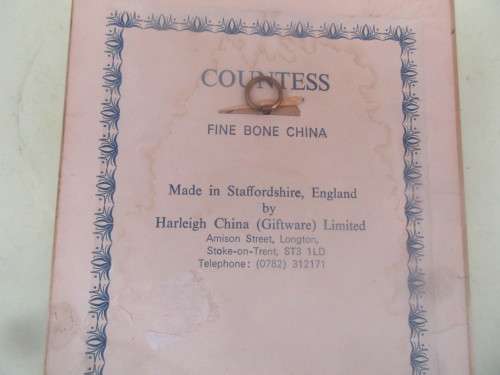 COUNTESS
FINE BONE CHINA
Made in Staffordshire, England
by
Harleigh China (Giftware) Limited
Amison Street, Longton,
Stoke-on-Trent, ST3 1LD
Telephone: (0782) 312171